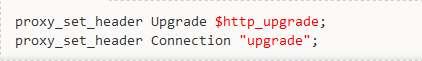 proxy_set_header Upgrade $http_upgrade;
proxy_set_header Connection "upgrade";